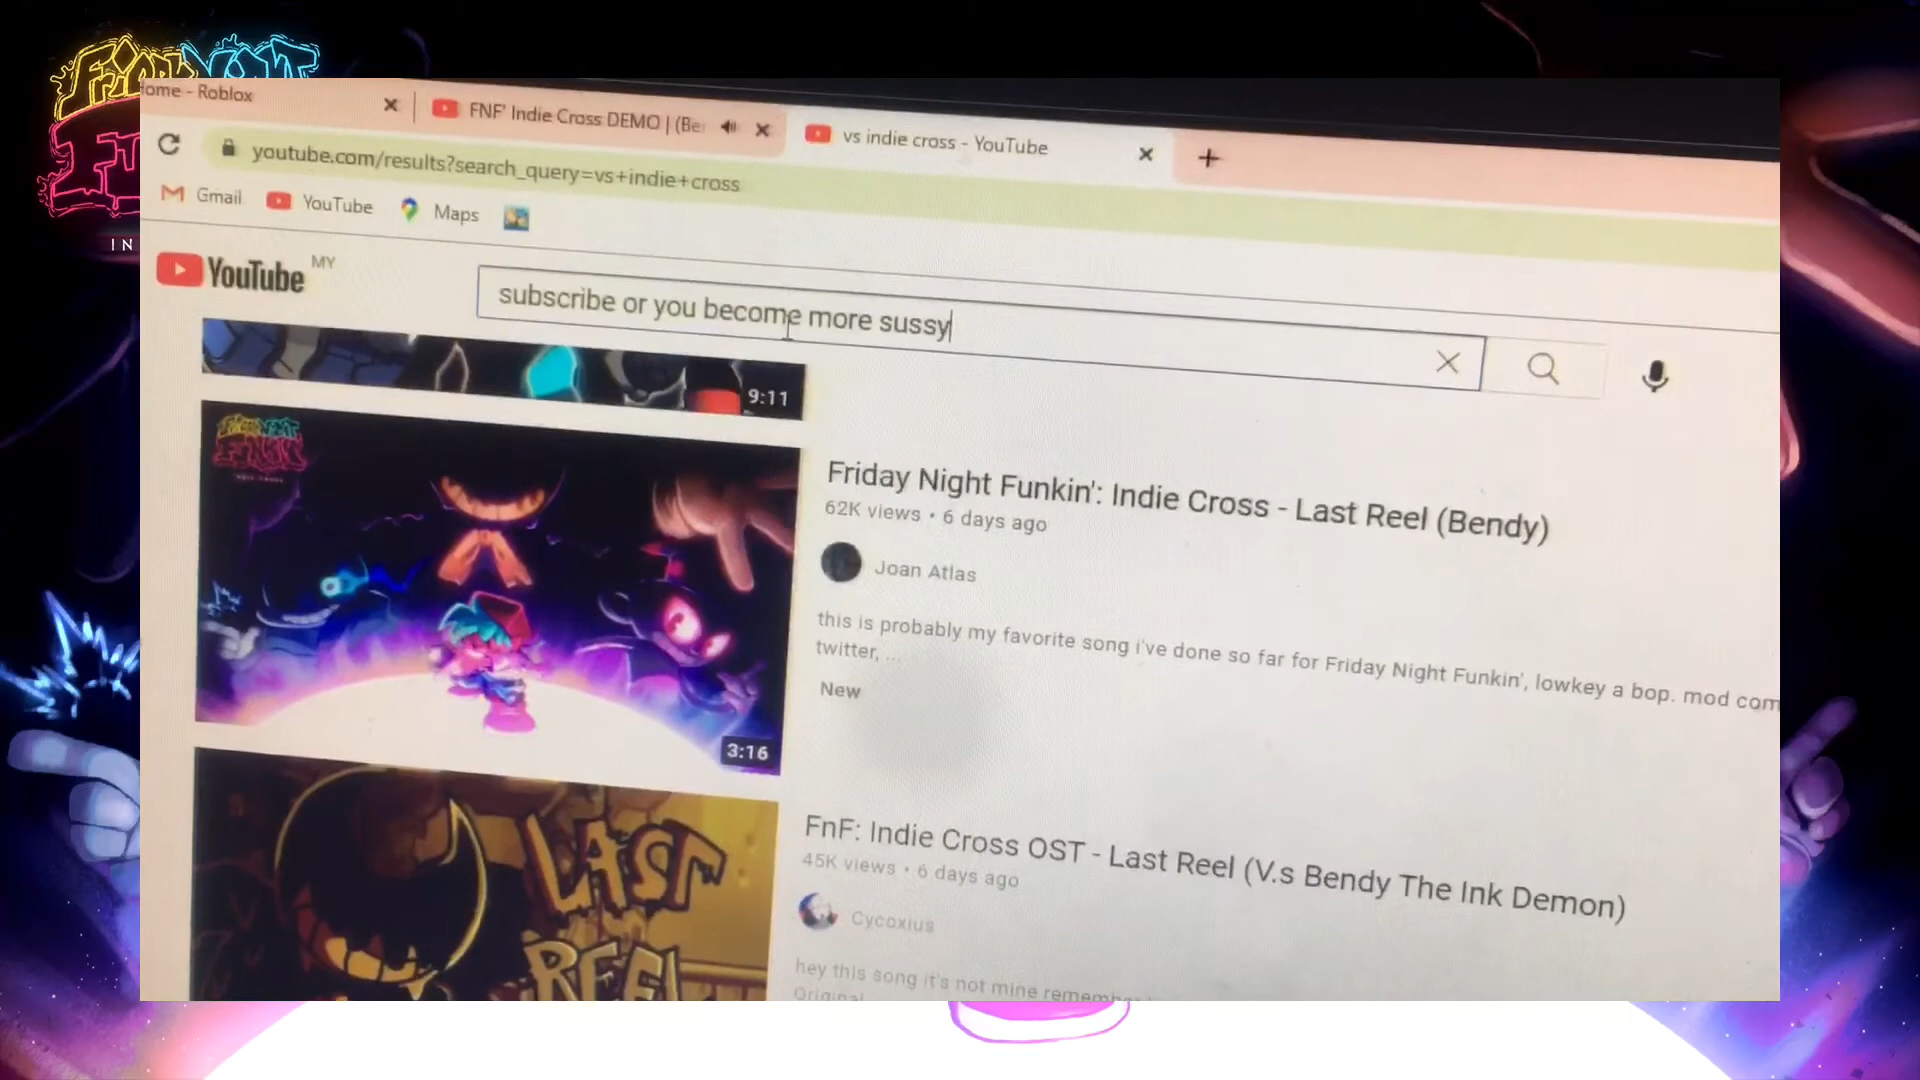 Home - Roblox
FNF' Indie Cross DEMO | (Be
vs indie cross - YouTube
youtube.com/results?search_query=vs+indie+cross
Gmail
YouTube
Maps
YouTube MY
subscribe or you become more sussy
9:11
Friday Night Funkin': Indie Cross - Last Reel (Bendy)
62K views • 6 days ago
Joan Atlas
this is probably my favorite song i've done so far for Friday Night Funkin', lowkey a bop. mod com
twitter, ...
New
3:16
FnF: Indie Cross OST - Last Reel (V.s Bendy The Ink Demon)
45K views • 6 days ago
Cycoxius
hey this song it's not mine remember
Original
LAST
REEL
IN